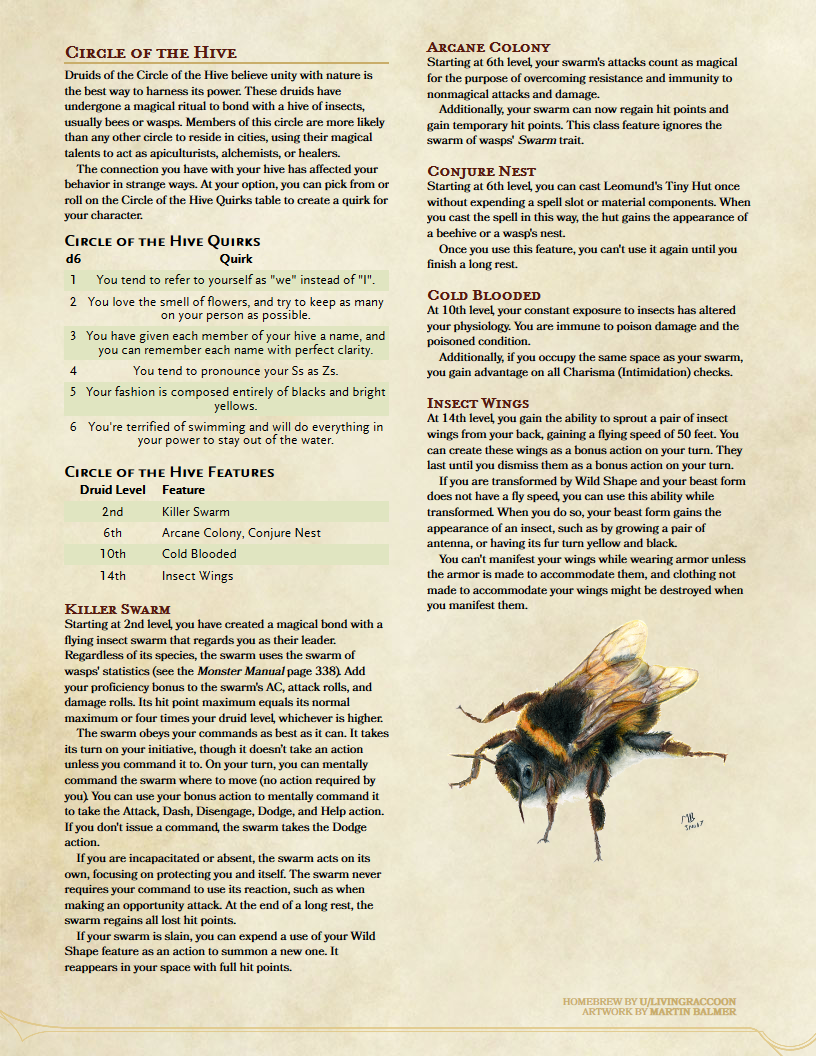 Circle of the Hive
Druids of the Circle of the Hive believe unity with nature is
the best way to harness its power. These druids have
undergone a magical ritual to bond with a hive of insects,
usually bees or wasps. Members of this circle are more likely
than any other circle to reside in cities, using their magical
talents to act as apiculturists, alchemists, or healers.
The connection you have with your hive has affected your
behavior in strange ways. At your option, you can pick from or
roll on the Circle of the Hive Quirks table to create a quirk for
your character.
Circle of the Hive Quirks
d6 Quirk
1 You tend to refer to yourself as "we" instead of "I".
2 You love the smell of flowers, and try to keep as many
on your person as possible.
3 You have given each member of your hive a name, and
you can remember each name with perfect clarity.
4 You tend to pronounce your Ss as Zs.
5 Your fashion is composed entirely of blacks and bright
yellows.
6 You're terrified of swimming and will do everything in
your power to stay out of the water.
Circle of the Hive Features
Druid Level Feature
2nd Killer Swarm
6th Arcane Colony, Conjure Nest
10th Cold Blooded
14th Insect Wings
Killer Swarm
Starting at 2nd level, you have created a magical bond with a
flying insect swarm that regards you as their leader.
Regardless of its species, the swarm uses the swarm of
wasps' statistics (see the Monster Manual page 338). Add
your proficiency bonus to the swarm's AC, attack rolls, and
damage rolls. Its hit point maximum equals its normal
maximum or four times your druid level, whichever is higher.
The swarm obeys your commands as best as it can. It takes
its turn on your initiative, though it doesn't take an action
unless you command it to. On your turn, you can mentally
command the swarm where to move (no action required by
you). You can use your bonus action to mentally command it
to take the Attack, Dash, Disengage, Dodge, and Help action.
If you don't issue a command, the swarm takes the Dodge
action.
If you are incapacitated or absent, the swarm acts on its
own, focusing on protecting you and itself. The swarm never
requires your command to use its reaction, such as when
making an opportunity attack. At the end of a long rest, the
swarm regains all lost hit points.
If your swarm is slain, you can expend a use of your Wild
Shape feature as an action to summon a new one. It
reappears in your space with full hit points.
Arcane Colony
Starting at 6th level, your swarm's attacks count as magical
for the purpose of overcoming resistance and immunity to
nonmagical attacks and damage.
Additionally, your swarm can now regain hit points and
gain temporary hit points. This class feature ignores the
swarm of wasps' Swarm trait.
Conjure Nest
Starting at 6th level, you can cast Leomund's Tiny Hut once
without expending a spell slot or material components. When
you cast the spell in this way, the hut gains the appearance of
a beehive or a wasp's nest.
Once you use this feature, you can't use it again until you
finish a long rest.
Cold Blooded
At 10th level, your constant exposure to insects has altered
your physiology. You are immune to poison damage and the
poisoned condition.
Additionally, if you occupy the same space as your swarm,
you gain advantage on all Charisma (Intimidation) checks.
Insect Wings
At 14th level, you gain the ability to sprout a pair of insect
wings from your back, gaining a flying speed of 50 feet. You
can create these wings as a bonus action on your turn. They
last until you dismiss them as a bonus action on your turn.
If you are transformed by Wild Shape and your beast form
does not have a fly speed, you can use this ability while
transformed. When you do so, your beast form gains the
appearance of an insect, such as by growing a pair of
antenna, or having its fur turn yellow and black.
You can't manifest your wings while wearing armor unless
the armor is made to accommodate them, and clothing not
made to accommodate your wings might be destroyed when
you manifest them.
HOMEBREW BY U/LIVINGRACCOON
ARTWORK BY MARTIN BALMER